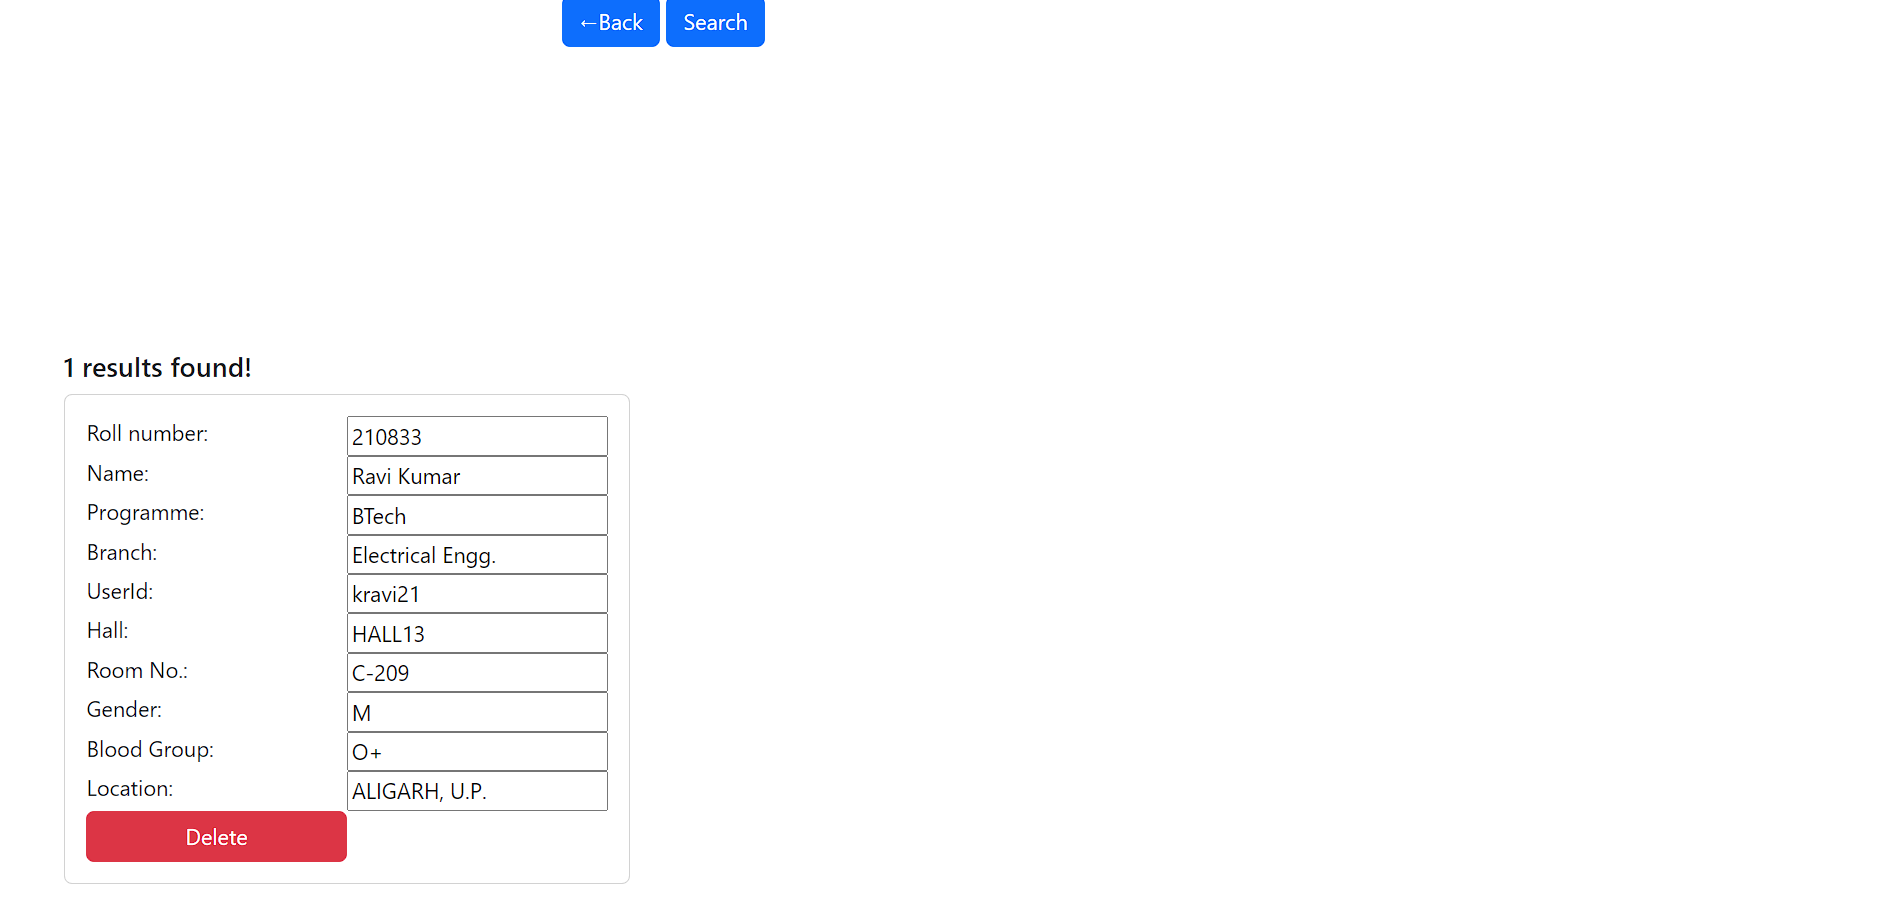 ←Back Search
1 results found!
Roll number: 210833
Name: Ravi Kumar
Programme: BTech
Branch: Electrical Engg.
UserId: kravi21
Hall: HALL13
Room No.: C-209
Gender: M
Blood Group: O+
Location: ALIGARH, U.P.
Delete